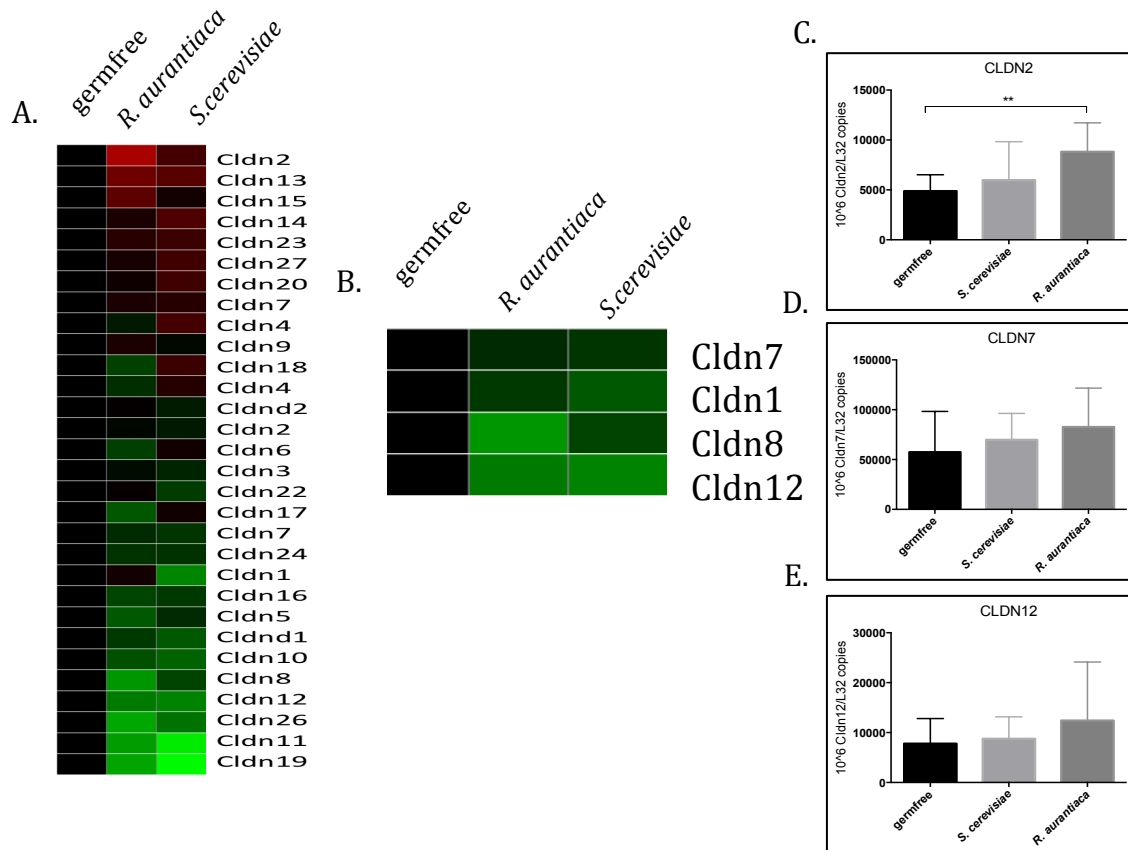 A.
germfree
R. aurantiaca
S.cerevisiae
Cldn2
Cldn13
Cldn15
Cldn14
Cldn23
Cldn27
Cldn20
Cldn7
Cldn4
Cldn9
Cldn18
Cldn4
Cldnd2
Cldn2
Cldn6
Cldn3
Cldn22
Cldn17
Cldn7
Cldn24
Cldn1
Cldn16
Cldn5
Cldnd1
Cldn10
Cldn8
Cldn12
Cldn26
Cldn11
Cldn19
B.
germfree
R. aurantiaca
S.cerevisiae
Cldn7
Cldn1
Cldn8
Cldn12
C.
CLDN2
10^6 Cldn2/L32 copies
15000
10000
5000
0
**
germfree
S. cerevisiae
R. aurantiaca
D.
CLDN7
10^6 Cldn7/L32 copies
150000
100000
50000
0
germfree
S. cerevisiae
R. aurantiaca
E.
CLDN12
10^6 Cldn12/L32 copies
30000
20000
10000
0
germfree
S. cerevisiae
R. aurantiaca